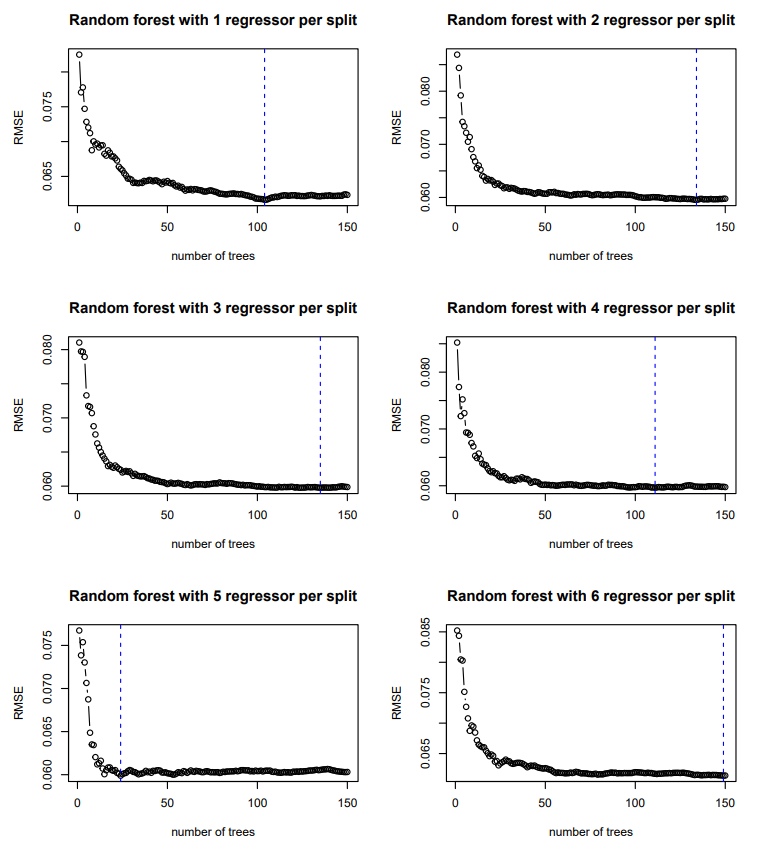 Random forest with 1 regressor per split
RMSE
0.065 0.075
0 50 100 150
number of trees
Random forest with 2 regressor per split
RMSE
0.060 0.070 0.080
0 50 100 150
number of trees
Random forest with 3 regressor per split
RMSE
0.060 0.070 0.080
0 50 100 150
number of trees
Random forest with 4 regressor per split
RMSE
0.060 0.070 0.080
0 50 100 150
number of trees
Random forest with 5 regressor per split
RMSE
0.060 0.065 0.070 0.075
0 50 100 150
number of trees
Random forest with 6 regressor per split
RMSE
0.065 0.075 0.085
0 50 100 150
number of trees